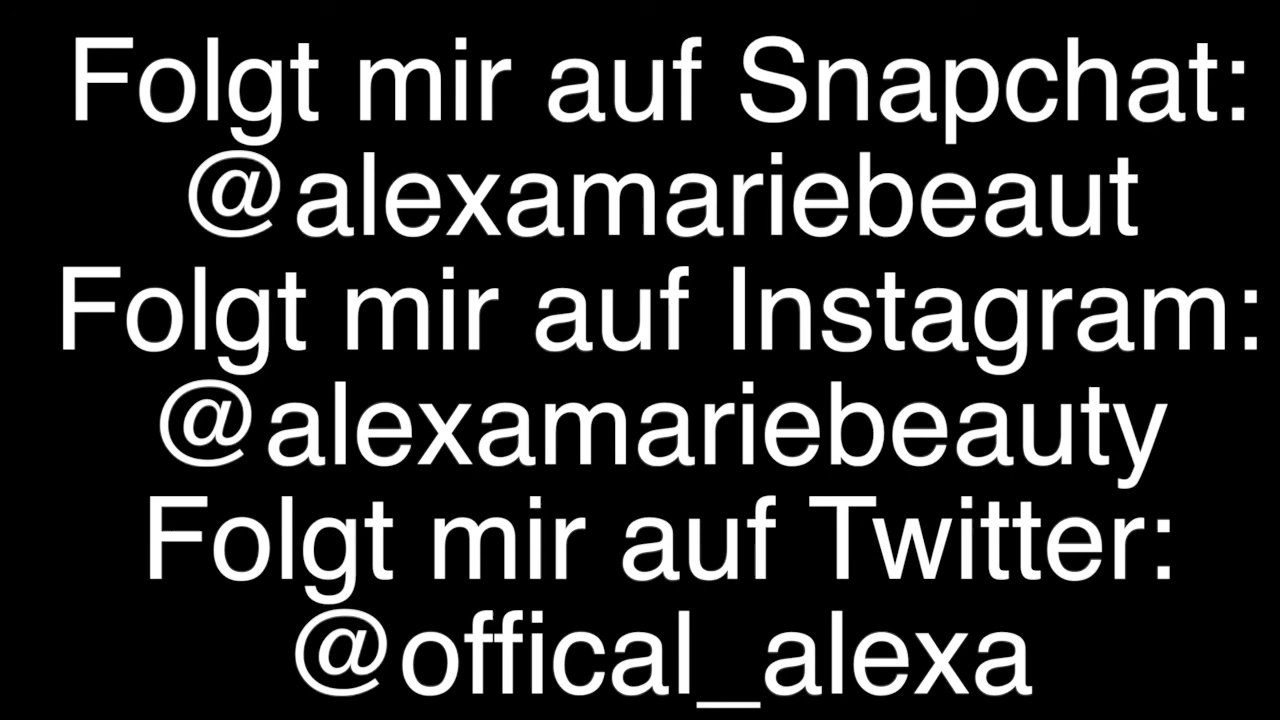 Folgt mir auf Snapchat:
@alexamariebeaut
Folgt mir auf Instagram:
@alexamariebeauty
Folgt mir auf Twitter:
@offical_alexa